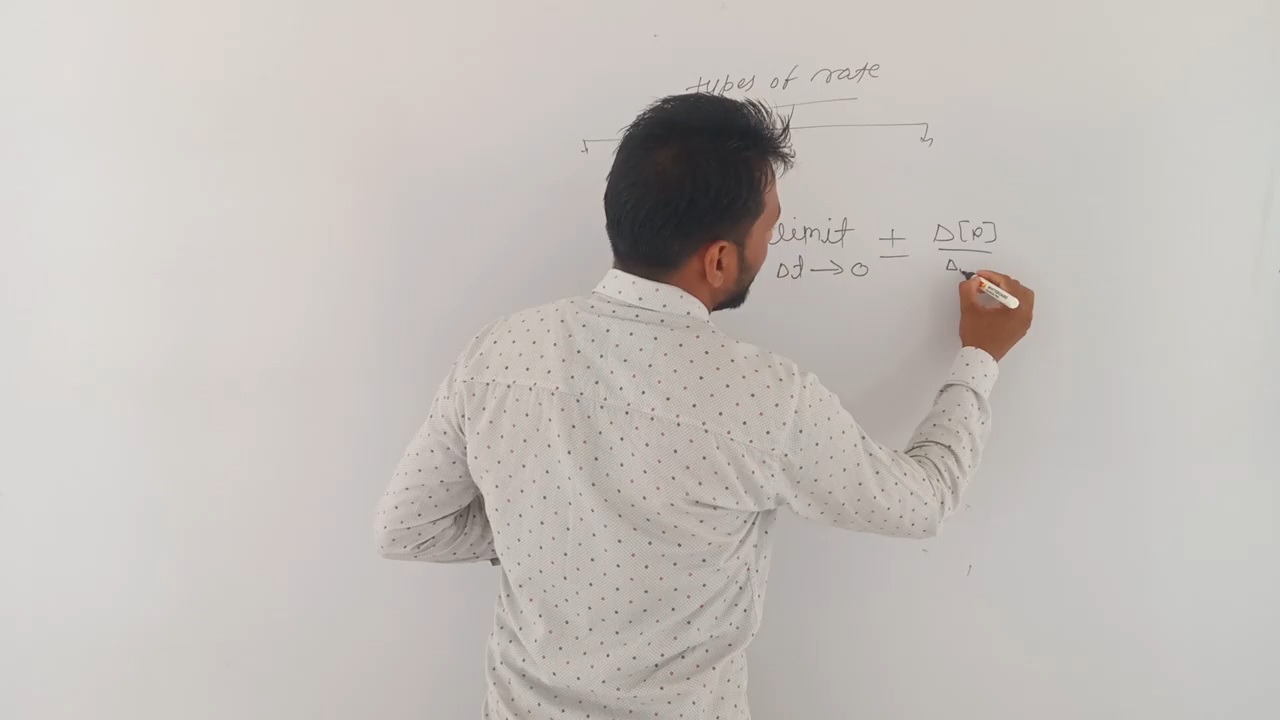 types of rate
limit ± Δ[R]
Δt → 0 Δ